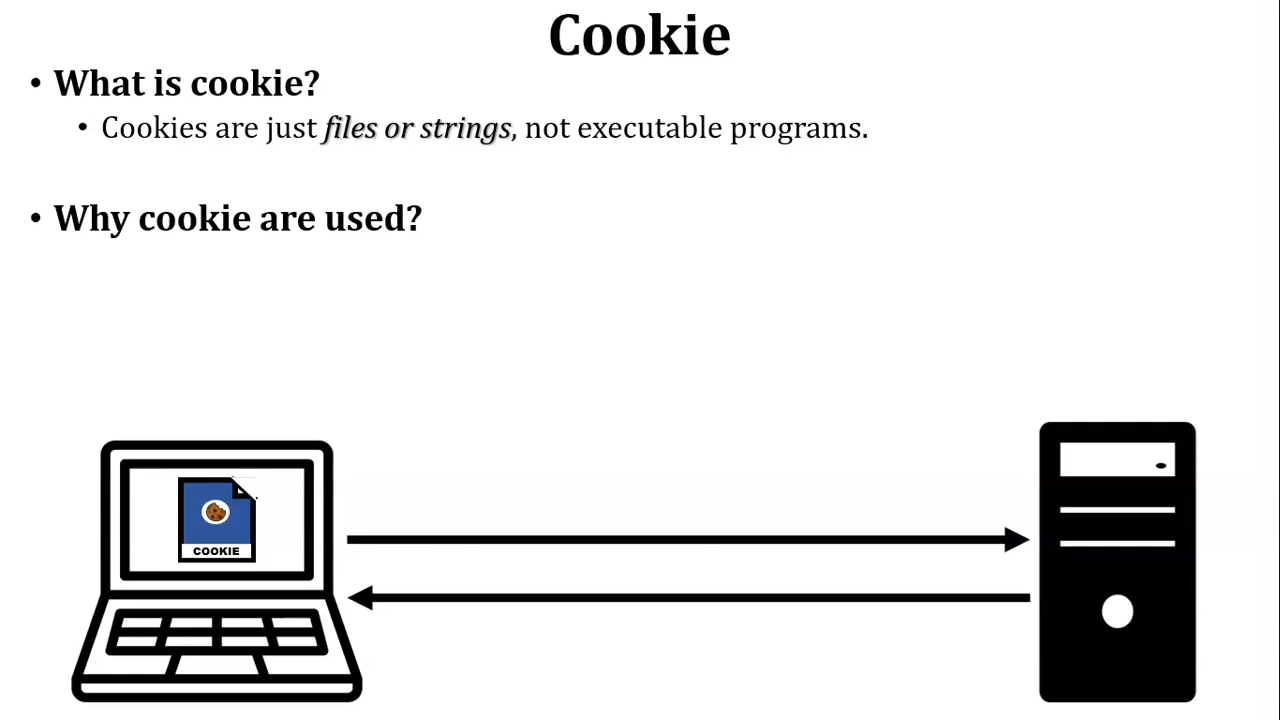 Cookie
• What is cookie?
• Cookies are just files or strings, not executable programs.
• Why cookie are used?
COOKIE